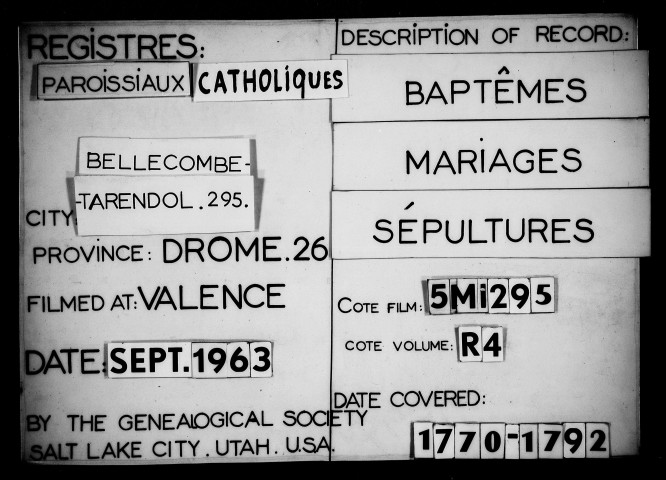 REGISTRES:
PAROISSIAUX CATHOLIQUES
BELLECOMBE-
CITY: -TARENDOL.295.
PROVINCE: DROME.26
FILMED AT: VALENCE
DATE: SEPT.1963
BY THE GENEALOGICAL SOCIETY
SALT LAKE CITY. UTAH. U.S.A.
DESCRIPTION OF RECORD:
BAPTÊMES
MARIAGES
SÉPULTURES
COTE FILM: 5Mi295
COTE VOLUME: R4
DATE COVERED:
1770-1792